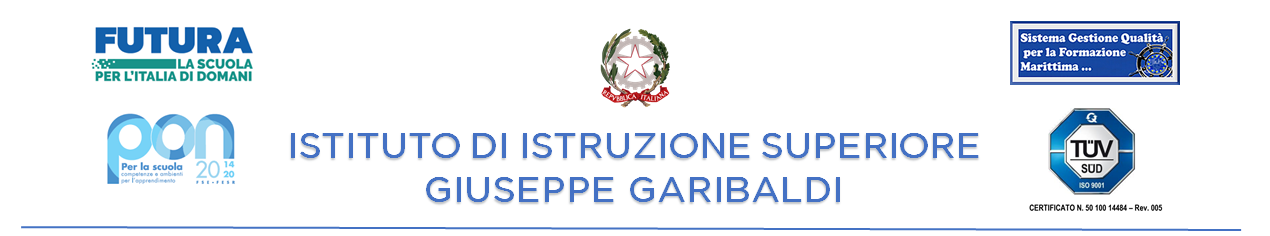 FUTURA
LA SCUOLA
PER L'ITALIA DI DOMANI
pon
Per la scuola
competenze e ambienti
per l'apprendimento
2014
2020
FSE-FESR
REPVBBLICA ITALIANA
ISTITUTO DI ISTRUZIONE SUPERIORE
GIUSEPPE GARIBALDI
Sistema Gestione Qualità
per la Formazione
Marittima ...
Q
TÜV
SUD
ISO 9001
CERTIFICATO N. 50 100 14484 – Rev. 005